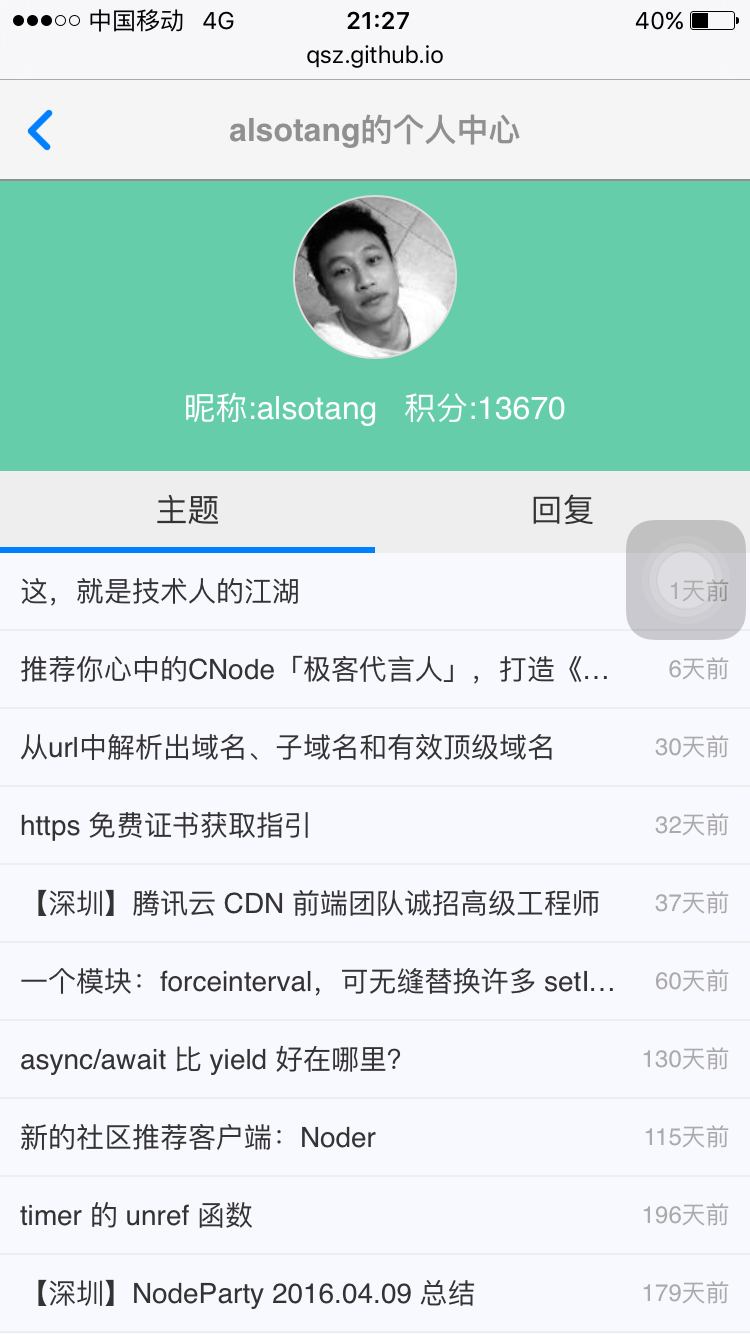 中国移动 4G 21:27 40%
qsz.github.io
alsotang的个人中心
昵称:alsotang 积分:13670
主题 回复
这，就是技术人的江湖 1天前
推荐你心中的CNode「极客代言人」，打造《... 6天前
从url中解析出域名、子域名和有效顶级域名 30天前
https 免费证书获取指引 32天前
【深圳】腾讯云 CDN 前端团队诚招高级工程师 37天前
一个模块：forceinterval，可无缝替换许多 setI... 60天前
async/await 比 yield 好在哪里？ 130天前
新的社区推荐客户端：Noder 115天前
timer 的 unref 函数 196天前
【深圳】NodeParty 2016.04.09 总结 179天前